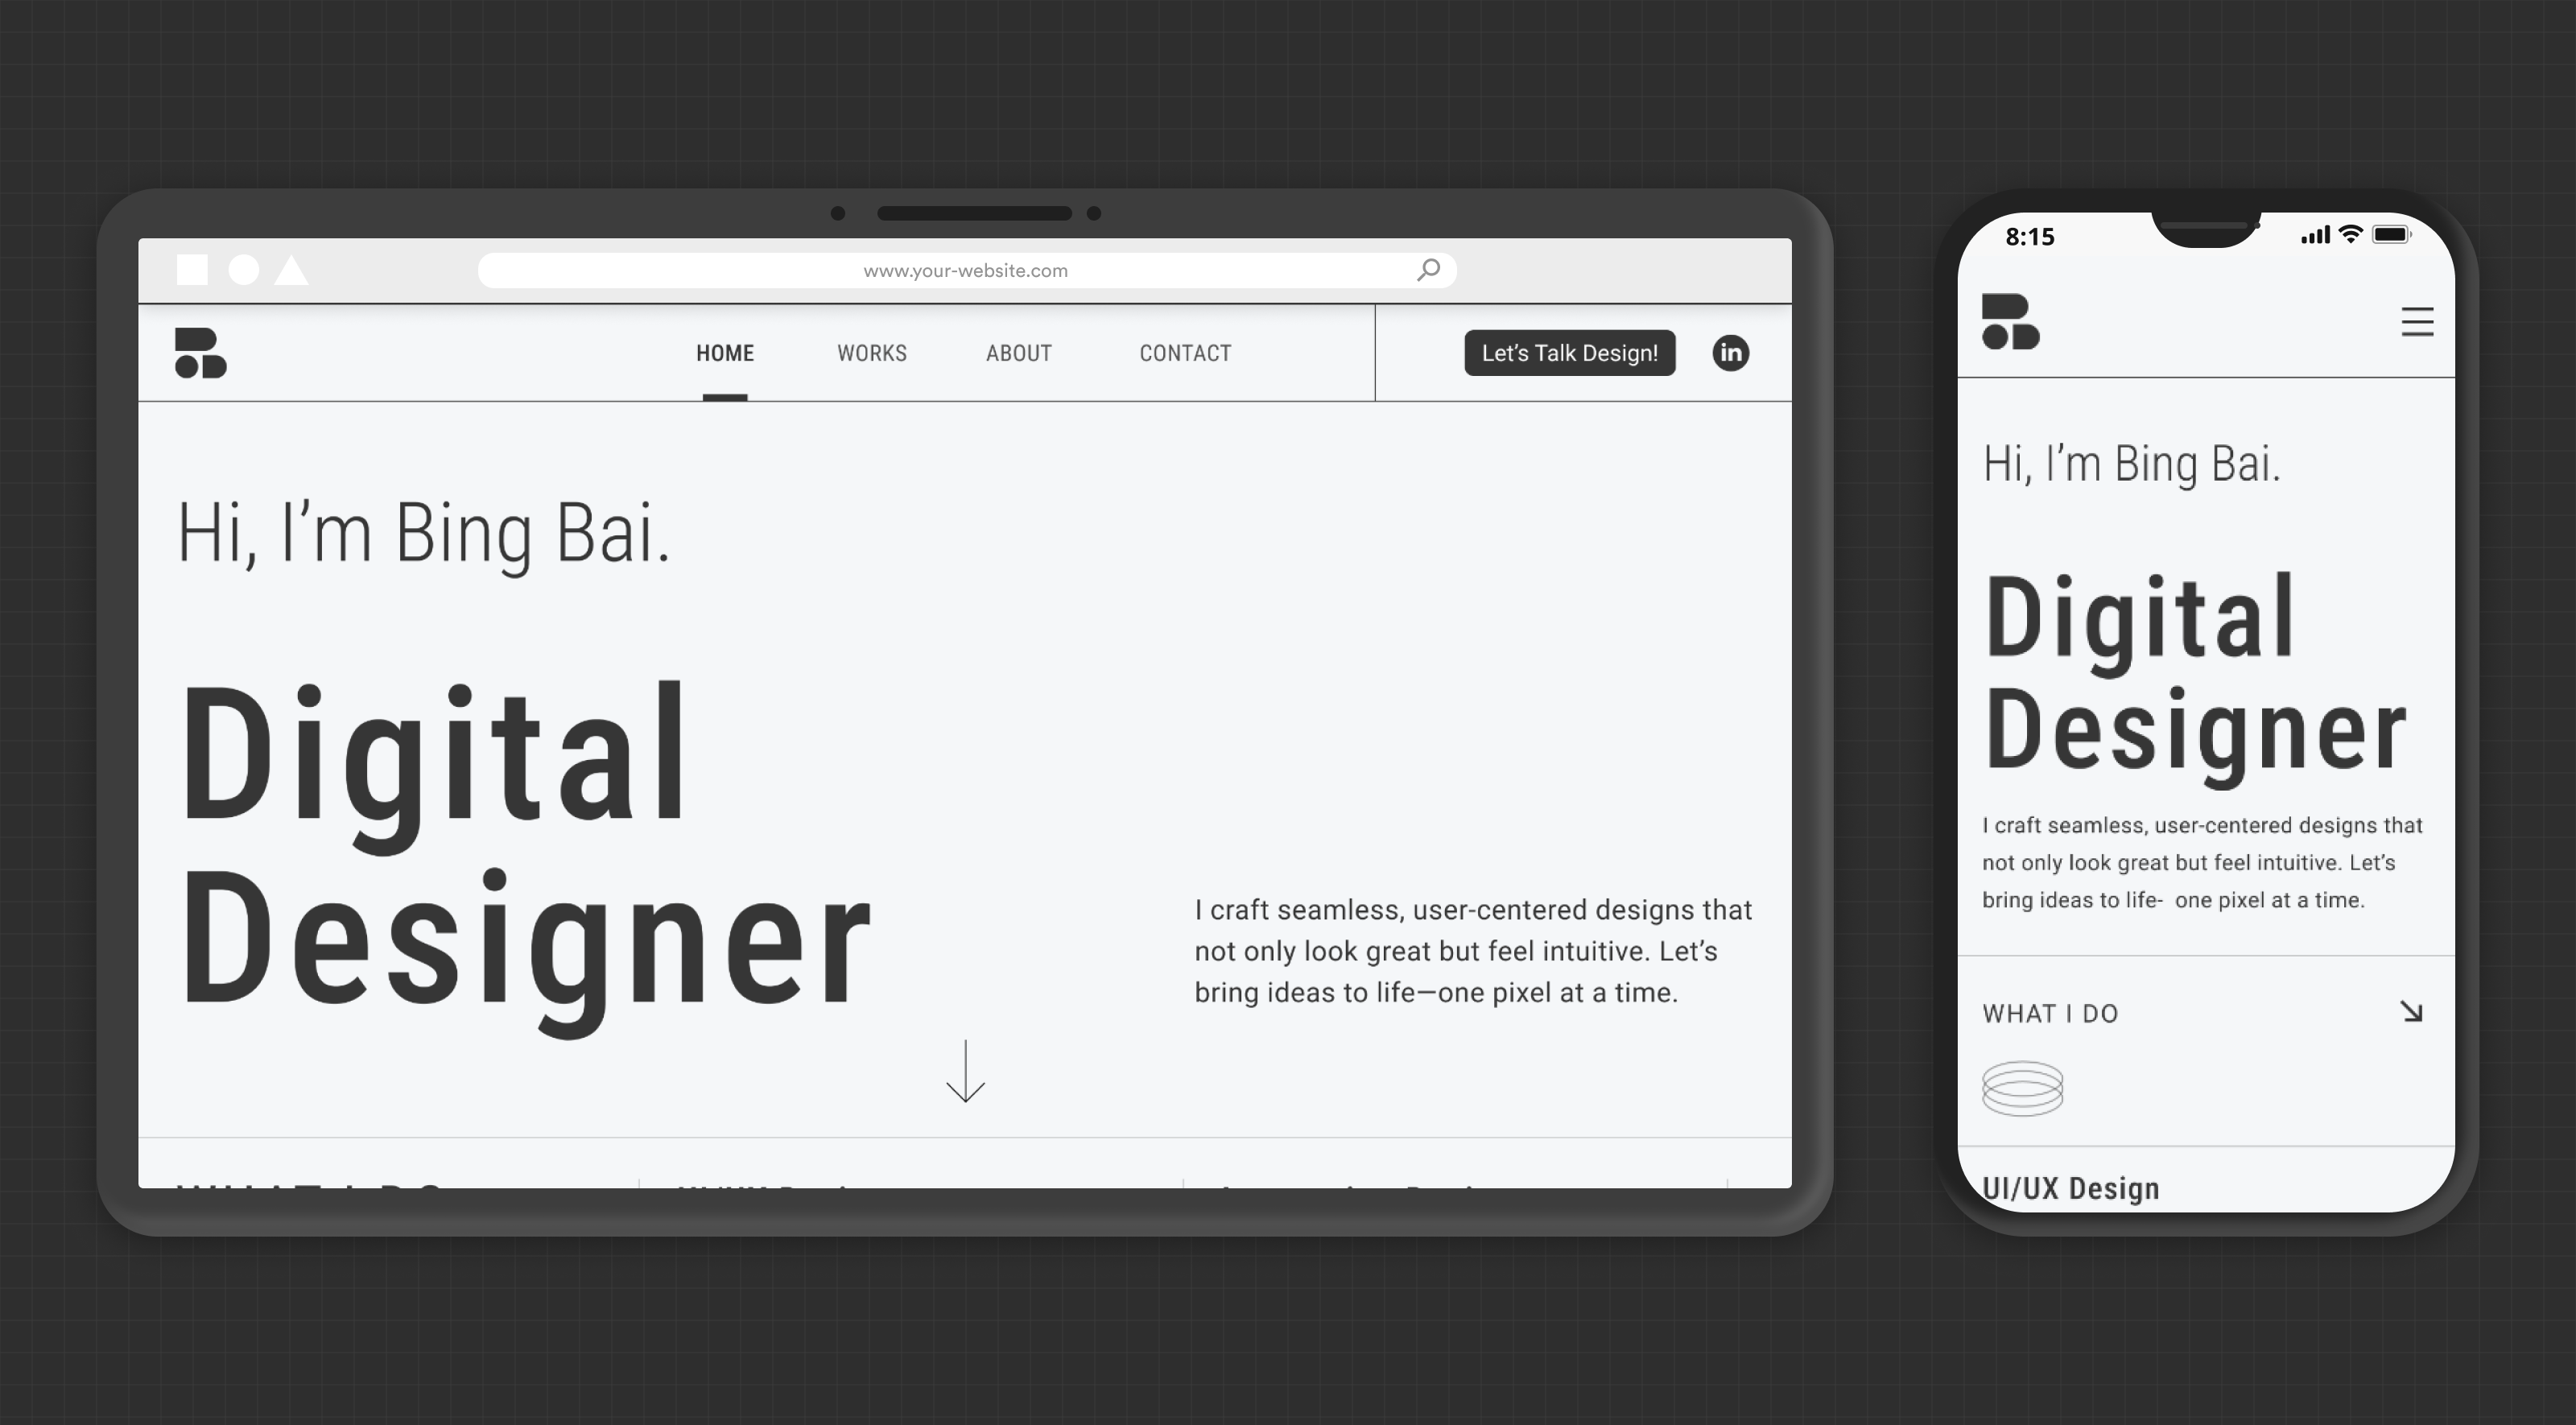 www.your-website.com
HOME WORKS ABOUT CONTACT Let’s Talk Design! in
Hi, I’m Bing Bai.
Digital
Designer
I craft seamless, user-centered designs that
not only look great but feel intuitive. Let’s
bring ideas to life—one pixel at a time.
8:15
Hi, I’m Bing Bai.
Digital
Designer
I craft seamless, user-centered designs that
not only look great but feel intuitive. Let’s
bring ideas to life- one pixel at a time.
WHAT I DO
UI/UX Design